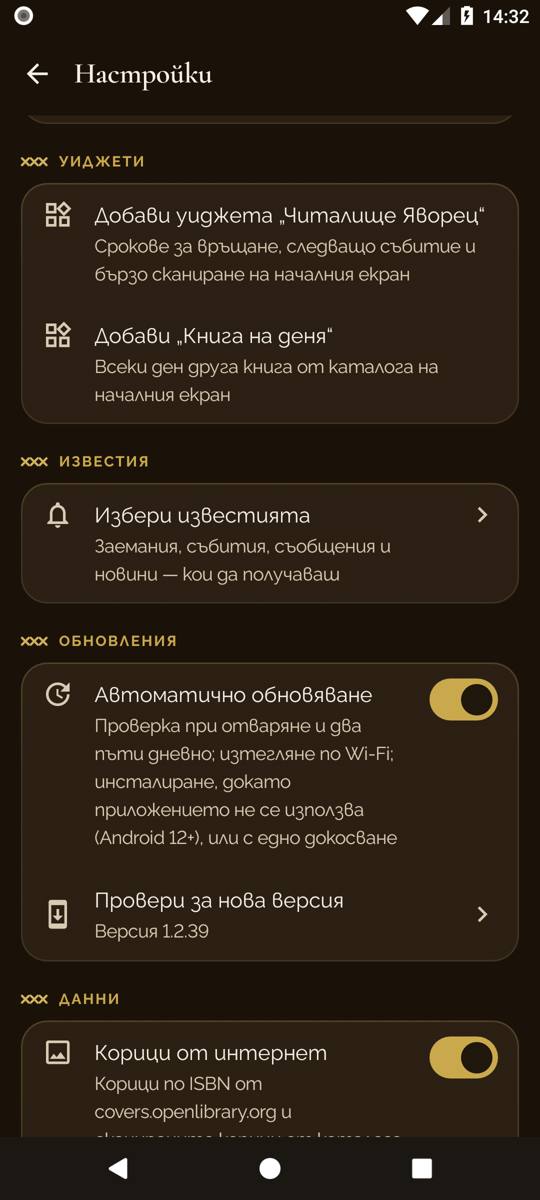 14:32
Настройки
УИДЖЕТИ
Добави уиджета „Читалище Яворец“
Срокове за връщане, следващо събитие и
бързо сканиране на началния екран
Добави „Книга на деня“
Всеки ден друга книга от каталога на
началния екран
ИЗВЕСТИЯ
Избери известията
Заемания, събития, съобщения и
новини — кои да получаваш
ОБНОВЛЕНИЯ
Автоматично обновяване
Проверка при отваряне и два
пъти дневно; изтегляне по Wi-Fi;
инсталиране, докато
приложението не се използва
(Android 12+), или с едно докосване
Провери за нова версия
Версия 1.2.39
ДАННИ
Корици от интернет
Корици по ISBN от
covers.openlibrary.org и